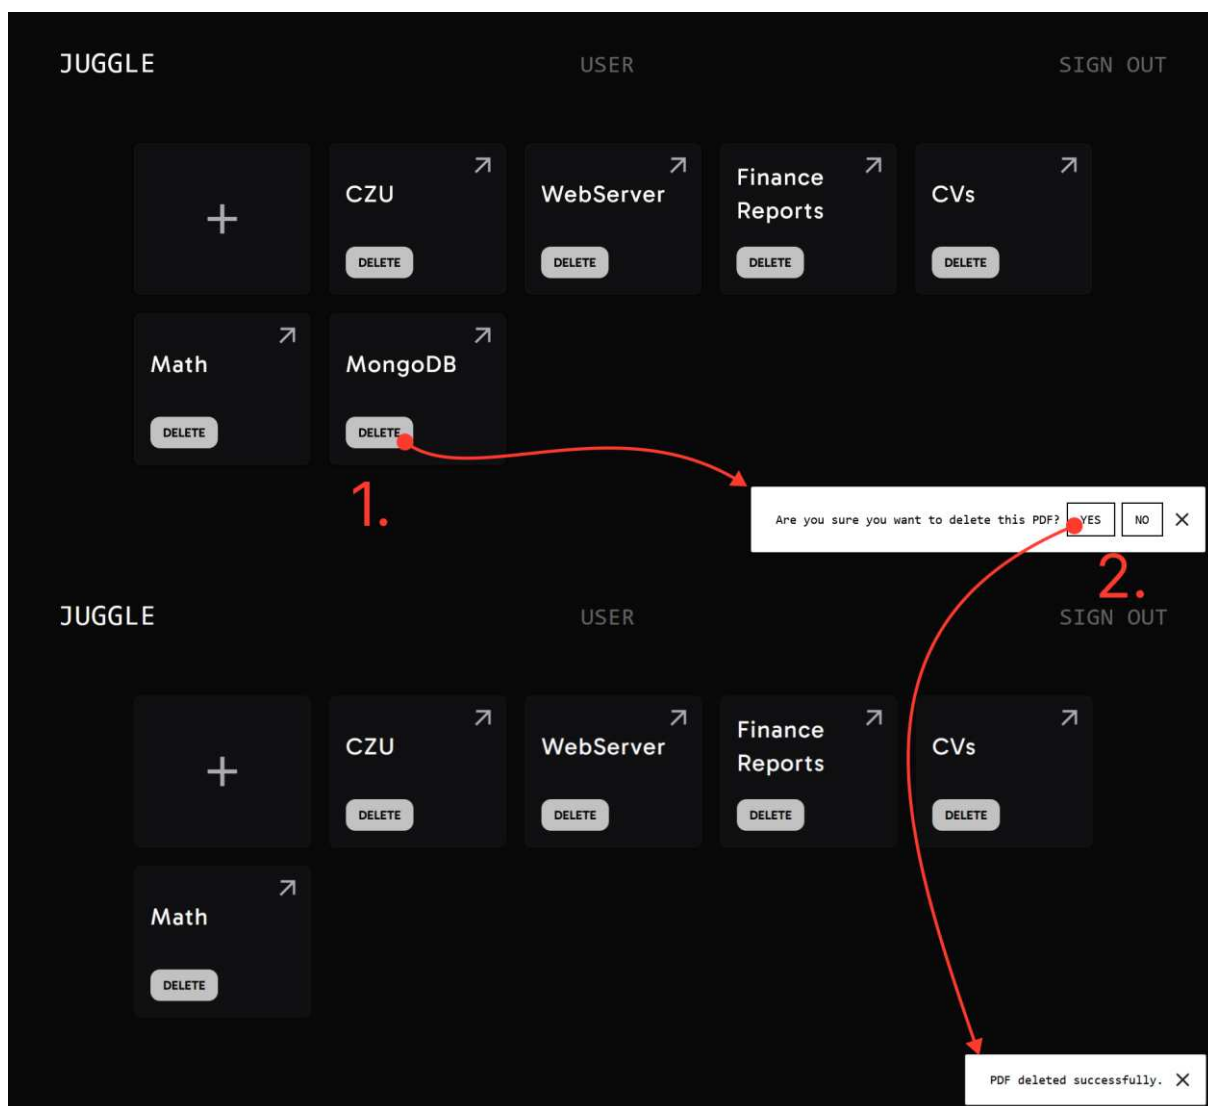 JUGGLE USER SIGN OUT
+
CZU
DELETE
WebServer
DELETE
Finance
Reports
DELETE
CVs
DELETE
Math
DELETE
MongoDB
DELETE
1.
Are you sure you want to delete this PDF? YES NO ×
2.
JUGGLE USER SIGN OUT
+
CZU
DELETE
WebServer
DELETE
Finance
Reports
DELETE
CVs
DELETE
Math
DELETE
PDF deleted successfully. ×